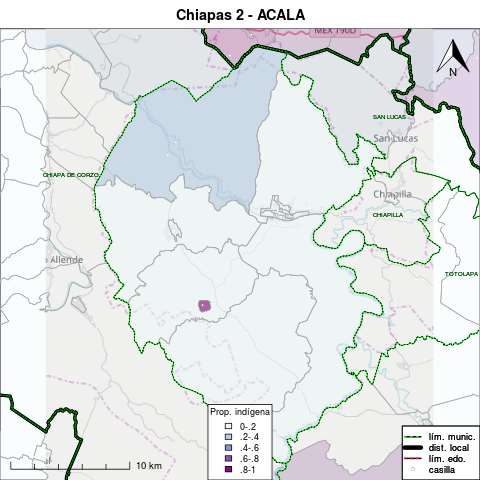 Chiapas 2 - ACALA
MEX 190D
N
SAN LUCAS
San Lucas
CHIAPA DE CORZO
Chiapilla
CHIAPILLA
Allende
TOTOLAPA
Prop. indígena
0-.2
.2-.4
.4-.6
.6-.8
.8-1
lím. munic.
dist. local
lím. edo.
casilla
10 km